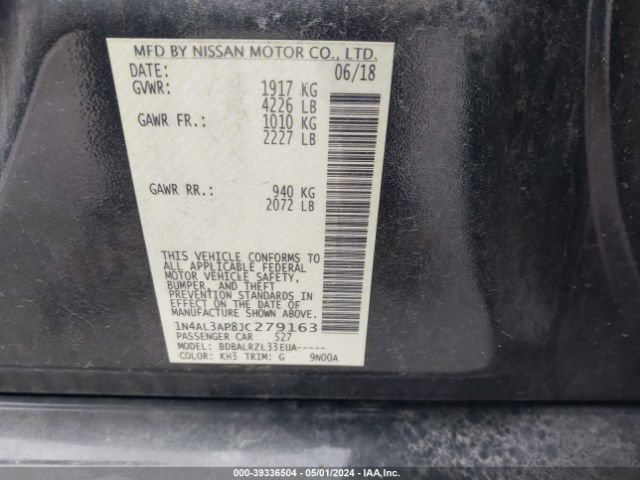 MFD BY NISSAN MOTOR CO., LTD.
DATE: 06/18
GVWR: 1917 KG
4226 LB
GAWR FR.: 1010 KG
2227 LB
GAWR RR.: 940 KG
2072 LB
THIS VEHICLE CONFORMS TO
ALL APPLICABLE FEDERAL
MOTOR VEHICLE SAFETY,
BUMPER, AND THEFT
PREVENTION STANDARDS IN
EFFECT ON THE DATE OF
MANUFACTURE SHOWN ABOVE.
1N4AL3AP8JC279163
PASSENGER CAR 527
MODEL: BDBALRZL33EUA-----
COLOR: KH3 TRIM: G 9N00A
000-39336504 — 05/01/2024 — IAA,Inc.